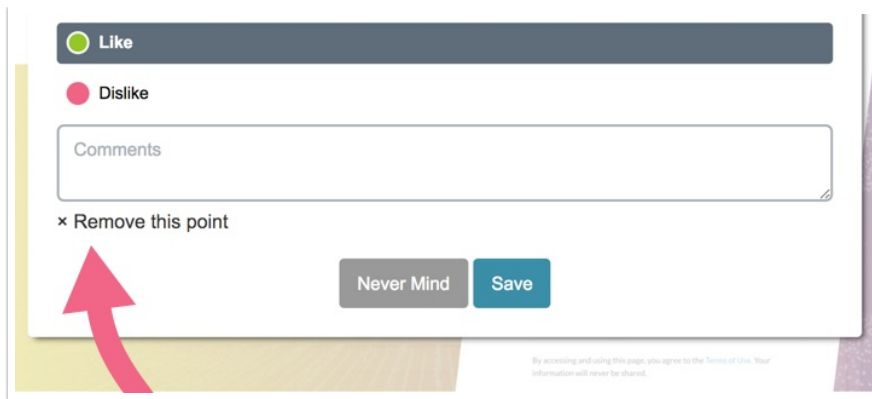 Like
Dislike
Comments
× Remove this point
Never Mind Save
By accessing and using this page, you agree to the Terms of Use. Your
information will never be shared.